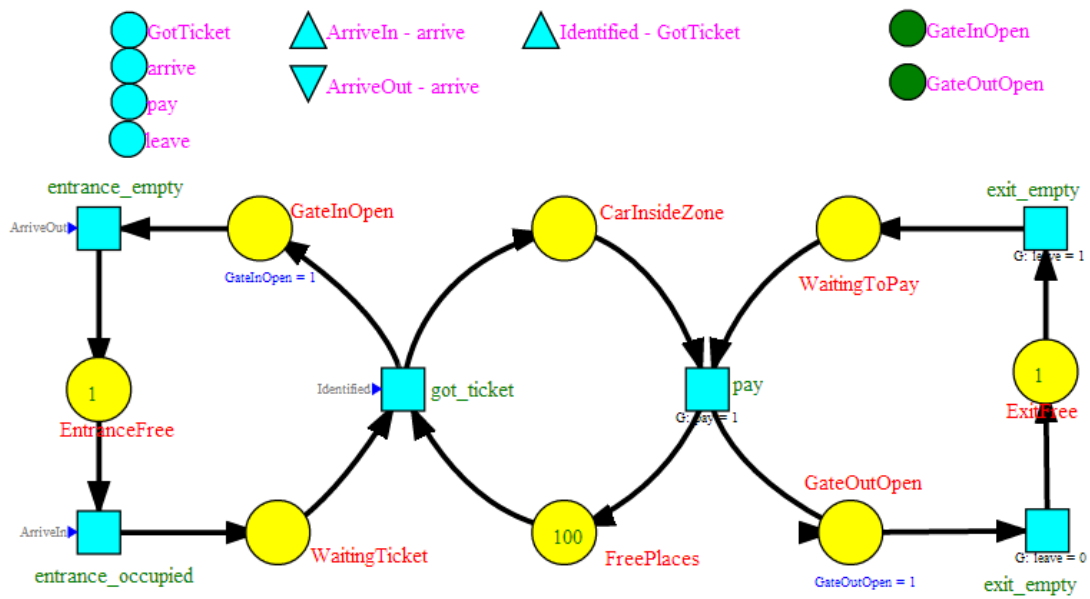 GotTicket
arrive
pay
leave
ArriveIn - arrive
ArriveOut - arrive
Identified - GotTicket
GateInOpen
GateOutOpen
entrance_empty
ArriveOut
GateInOpen
GateInOpen = 1
CarInsideZone
WaitingToPay
exit_empty
G: leave = 1
1
EntranceFree
Identified
got_ticket
pay
G: pay = 1
1
ExitFree
ArriveIn
entrance_occupied
WaitingTicket
100
FreePlaces
GateOutOpen
GateOutOpen = 1
G: leave = 0
exit_empty